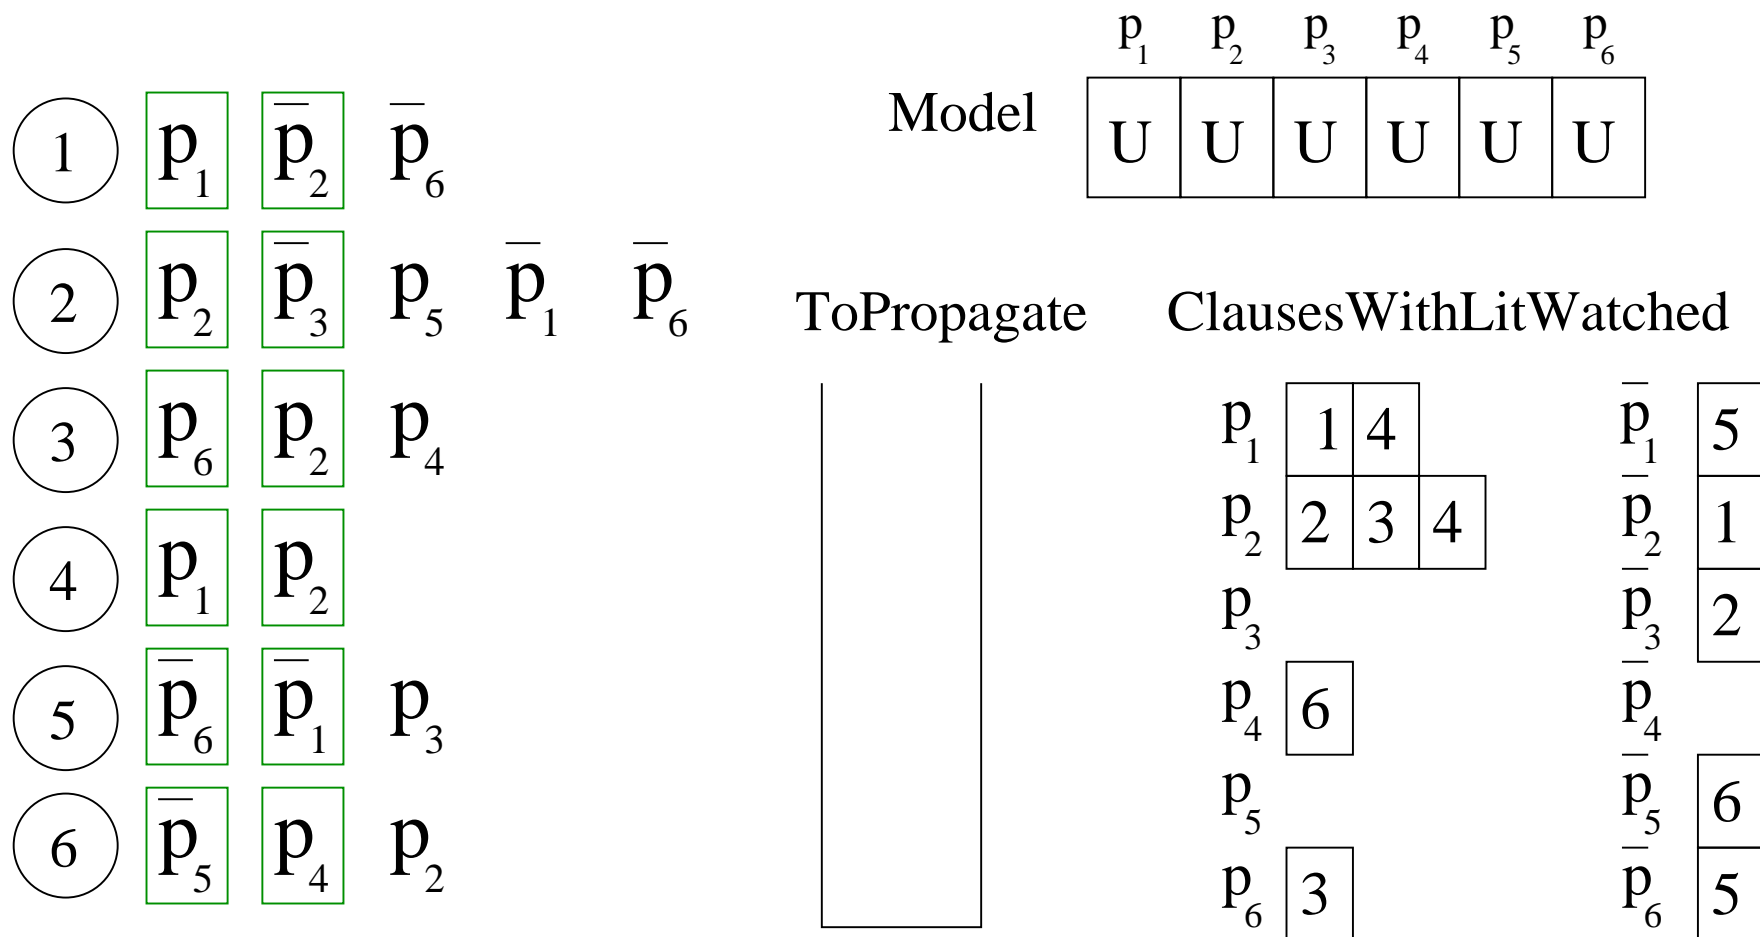 p₁ p₂ p₃ p₄ p₅ p₆
Model U U U U U U
1 p₁ p̅₂ p̅₆
2 p₂ p̅₃ p₅ p̅₁ p̅₆
3 p₆ p₂ p₄
4 p₁ p₂
5 p̅₆ p̅₁ p₃
6 p̅₅ p₄ p₂
ToPropagate
ClausesWithLitWatched
p₁ 1 4 p̅₁ 5
p₂ 2 3 4 p̅₂ 1
p₃ p̅₃ 2
p₄ 6 p̅₄
p₅ p̅₅ 6
p₆ 3 p̅₆ 5